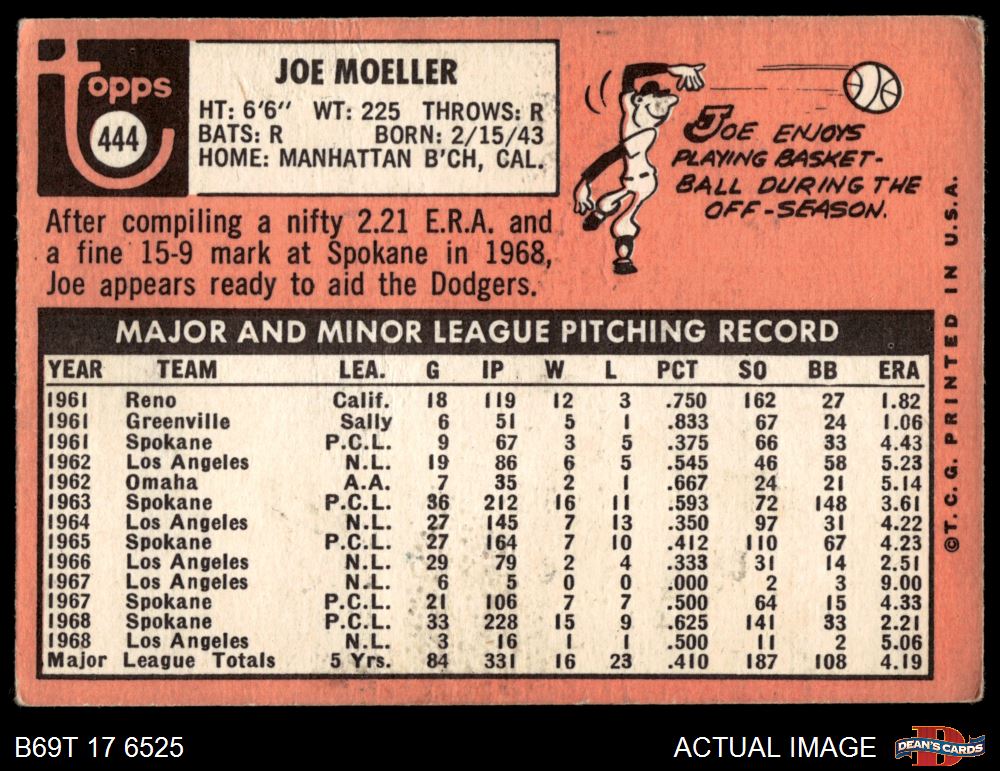 topps
444
JOE MOELLER
HT: 6'6" WT: 225 THROWS: R
BATS: R BORN: 2/15/43
HOME: MANHATTAN B'CH, CAL.
After compiling a nifty 2.21 E.R.A. and
a fine 15-9 mark at Spokane in 1968,
Joe appears ready to aid the Dodgers.
JOE ENJOYS
PLAYING BASKET-
BALL DURING THE
OFF-SEASON.
MAJOR AND MINOR LEAGUE PITCHING RECORD
YEAR TEAM LEA. G IP W L PCT SO BB ERA
1961 Reno Calif. 18 119 12 3 .750 162 27 1.82
1961 Greenville Sally 6 51 5 1 .833 67 24 1.06
1961 Spokane P.C.L. 9 67 3 5 .375 66 33 4.43
1962 Los Angeles N.L. 19 86 6 5 .545 46 58 5.23
1962 Omaha A.A. 7 35 2 1 .667 24 21 5.14
1963 Spokane P.C.L. 36 212 16 11 .593 72 148 3.61
1964 Los Angeles N.L. 27 145 7 13 .350 97 31 4.22
1965 Spokane P.C.L. 27 164 7 10 .412 110 67 4.23
1966 Los Angeles N.L. 29 79 2 4 .333 31 14 2.51
1967 Los Angeles N.L. 6 5 0 0 .000 2 3 9.00
1967 Spokane P.C.L. 21 106 7 7 .500 64 15 4.33
1968 Spokane P.C.L. 33 228 15 9 .625 141 33 2.21
1968 Los Angeles N.L. 3 16 1 1 .500 11 2 5.06
Major League Totals 5 Yrs. 84 331 16 23 .410 187 108 4.19
©T.C.G. PRINTED IN U.S.A.
B69T 17 6525
ACTUAL IMAGE
D
DEAN'S CARDS